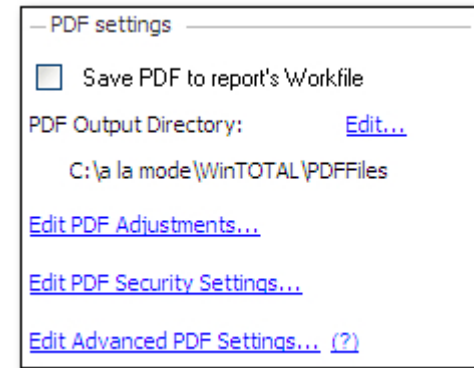 PDF settings
Save PDF to report's Workfile
PDF Output Directory: Edit...
C:\a la mode\WinTOTAL\PDFFiles
Edit PDF Adjustments...
Edit PDF Security Settings...
Edit Advanced PDF Settings... (?)